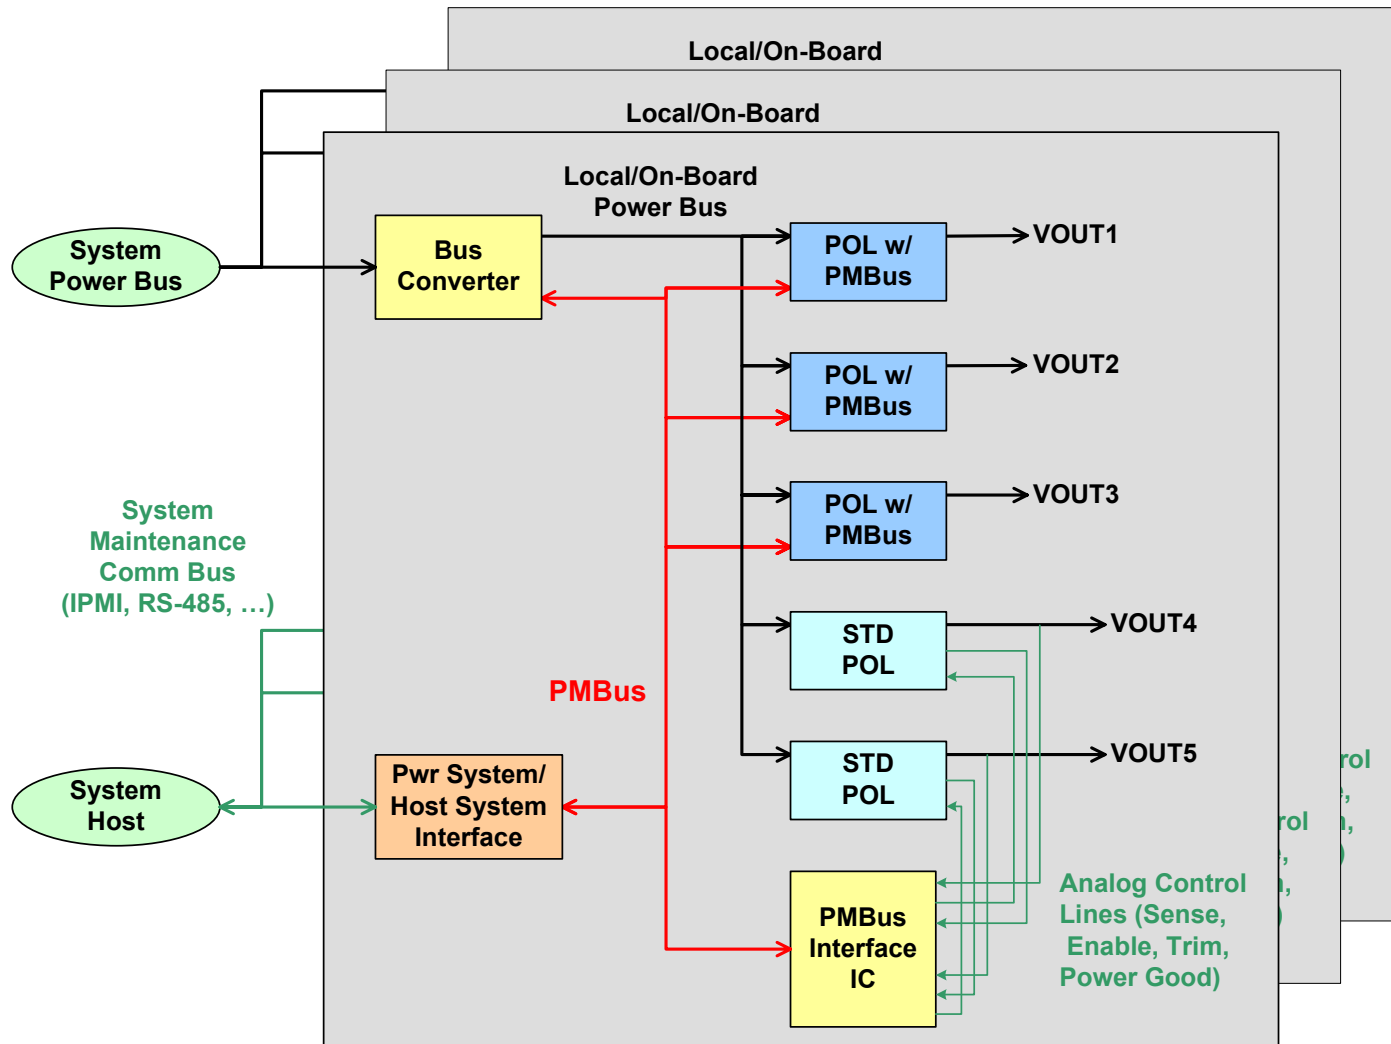 Local/On-Board
Local/On-Board
Local/On-Board
Power Bus
System
Power Bus
Bus
Converter
POL w/
PMBus
VOUT1
POL w/
PMBus
VOUT2
POL w/
PMBus
VOUT3
System
Maintenance
Comm Bus
(IPMI, RS-485, …)
STD
POL
VOUT4
PMBus
STD
POL
VOUT5
System
Host
Pwr System/
Host System
Interface
PMBus
Interface
IC
Analog Control
Lines (Sense,
Enable, Trim,
Power Good)